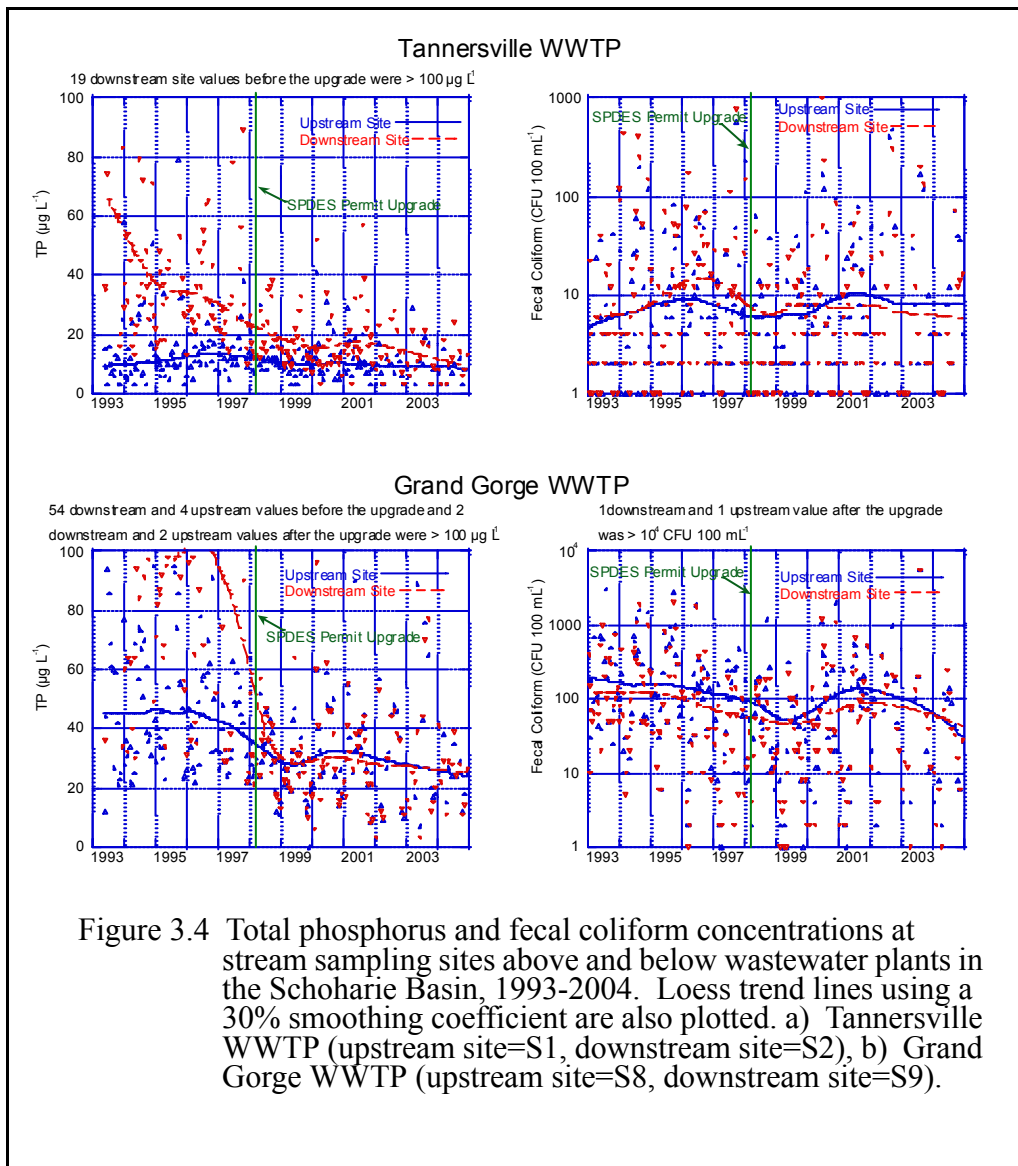 Tannersville WWTP
19 downstream site values before the upgrade were > 100 µg L⁻¹
100
80
60
40
20
0
TP (µg L⁻¹)
Upstream Site
Downstream Site
SPDES Permit Upgrade
1993 1995 1997 1999 2001 2003
1000
100
10
1
Fecal Coliform (CFU 100 mL⁻¹)
SPDES Permit Upgrade
Upstream Site
Downstream Site
1993 1995 1997 1999 2001 2003
Grand Gorge WWTP
54 downstream and 4 upstream values before the upgrade and 2
downstream and 2 upstream values after the upgrade were > 100 µg L⁻¹
100
80
60
40
20
0
TP (µg L⁻¹)
Upstream Site
Downstream Site
SPDES Permit Upgrade
1993 1995 1997 1999 2001 2003
1downstream and 1 upstream value after the upgrade
was > 10⁴ CFU 100 mL⁻¹
10⁴
1000
100
10
1
Fecal Coliform (CFU 100 mL⁻¹)
SPDES Permit Upgrade
Upstream Site
Downstream Site
1993 1995 1997 1999 2001 2003
Figure 3.4 Total phosphorus and fecal coliform concentrations at
stream sampling sites above and below wastewater plants in
the Schoharie Basin, 1993-2004. Loess trend lines using a
30% smoothing coefficient are also plotted. a) Tannersville
WWTP (upstream site=S1, downstream site=S2), b) Grand
Gorge WWTP (upstream site=S8, downstream site=S9).